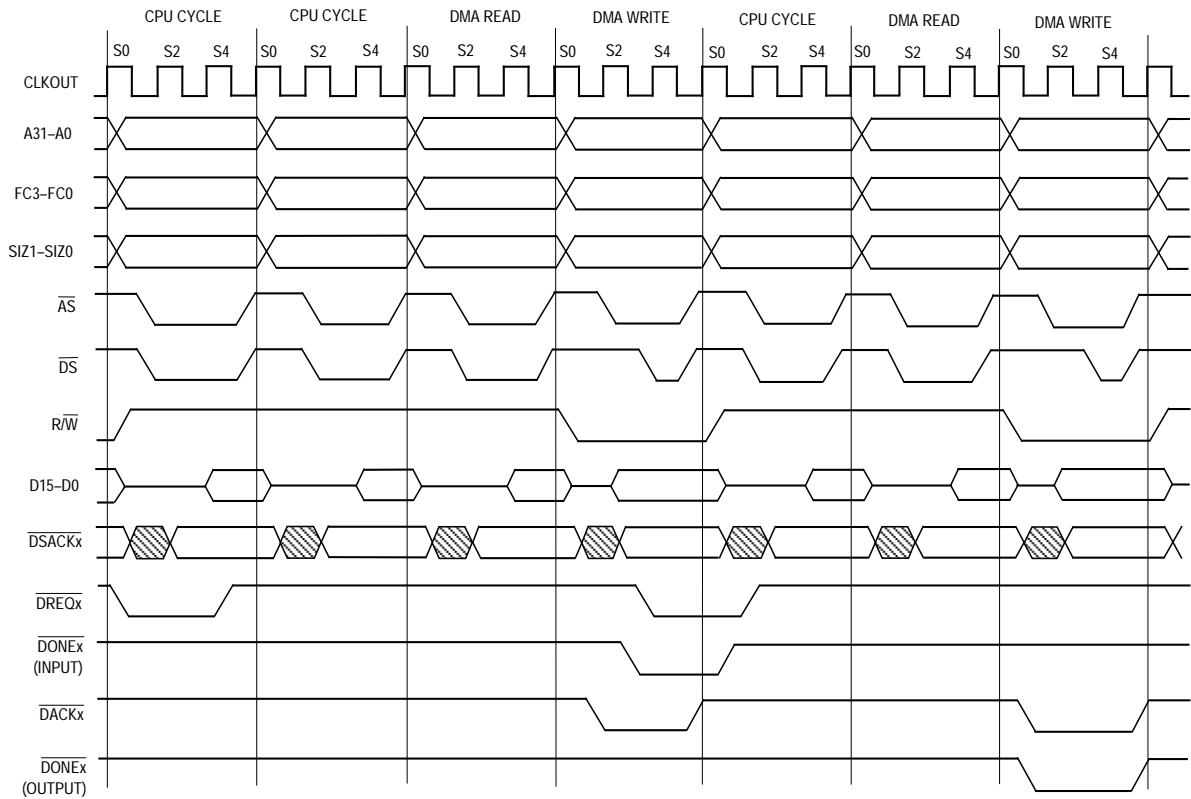 CPU CYCLE CPU CYCLE DMA READ DMA WRITE CPU CYCLE DMA READ DMA WRITE
S0 S2 S4 S0 S2 S4 S0 S2 S4 S0 S2 S4 S0 S2 S4 S0 S2 S4 S0 S2 S4
CLKOUT
A31–A0
FC3–FC0
SIZ1–SIZ0
AS
DS
R/W
D15–D0
DSACKx
DREQx
DONEx
(INPUT)
DACKx
DONEx
(OUTPUT)